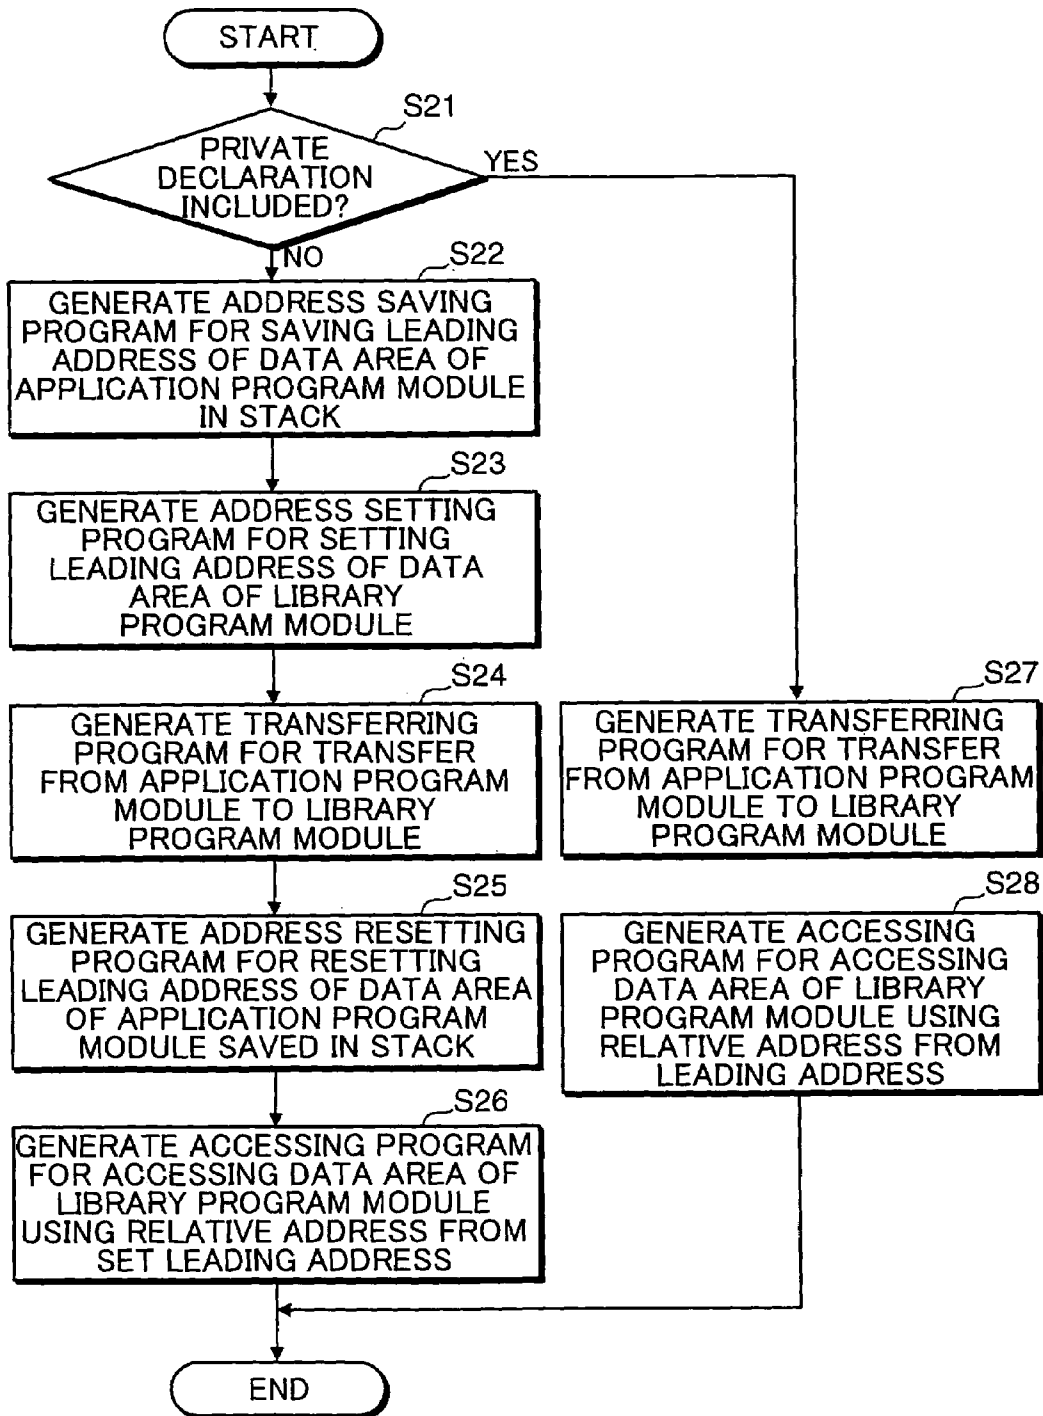 START
S21
PRIVATE
DECLARATION
INCLUDED?
YES
NO
S22
GENERATE ADDRESS SAVING
PROGRAM FOR SAVING LEADING
ADDRESS OF DATA AREA OF
APPLICATION PROGRAM MODULE
IN STACK
S23
GENERATE ADDRESS SETTING
PROGRAM FOR SETTING
LEADING ADDRESS OF DATA
AREA OF LIBRARY
PROGRAM MODULE
S24
GENERATE TRANSFERRING
PROGRAM FOR TRANSFER
FROM APPLICATION PROGRAM
MODULE TO LIBRARY
PROGRAM MODULE
S25
GENERATE ADDRESS RESETTING
PROGRAM FOR RESETTING
LEADING ADDRESS OF DATA AREA
OF APPLICATION PROGRAM
MODULE SAVED IN STACK
S26
GENERATE ACCESSING PROGRAM
FOR ACCESSING DATA AREA OF
LIBRARY PROGRAM MODULE
USING RELATIVE ADDRESS FROM
SET LEADING ADDRESS
S27
GENERATE TRANSFERRING
PROGRAM FOR TRANSFER
FROM APPLICATION PROGRAM
MODULE TO LIBRARY
PROGRAM MODULE
S28
GENERATE ACCESSING
PROGRAM FOR ACCESSING
DATA AREA OF LIBRARY
PROGRAM MODULE USING
RELATIVE ADDRESS FROM
LEADING ADDRESS
END